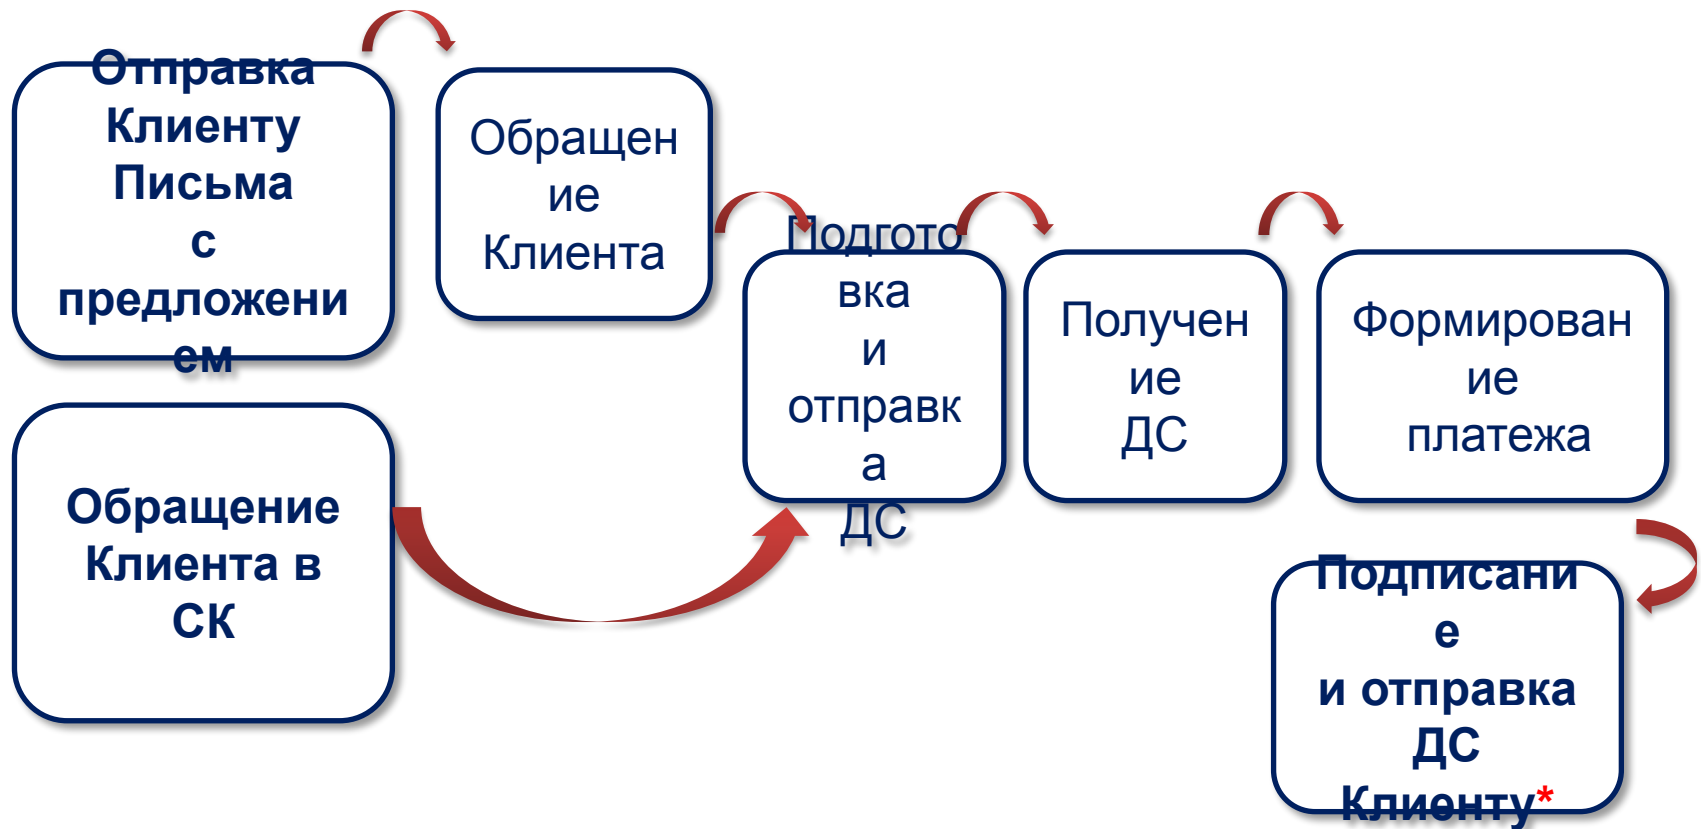 Отправка
Клиенту
Письма
с
предложени
ем
Обращен
ие
Клиента
Подгото
вка
и
отправк
а
ДС
Получен
ие
ДС
Формирован
ие
платежа
Обращение
Клиента в
СК
Подписани
е
и отправка
ДС
Клиенту*